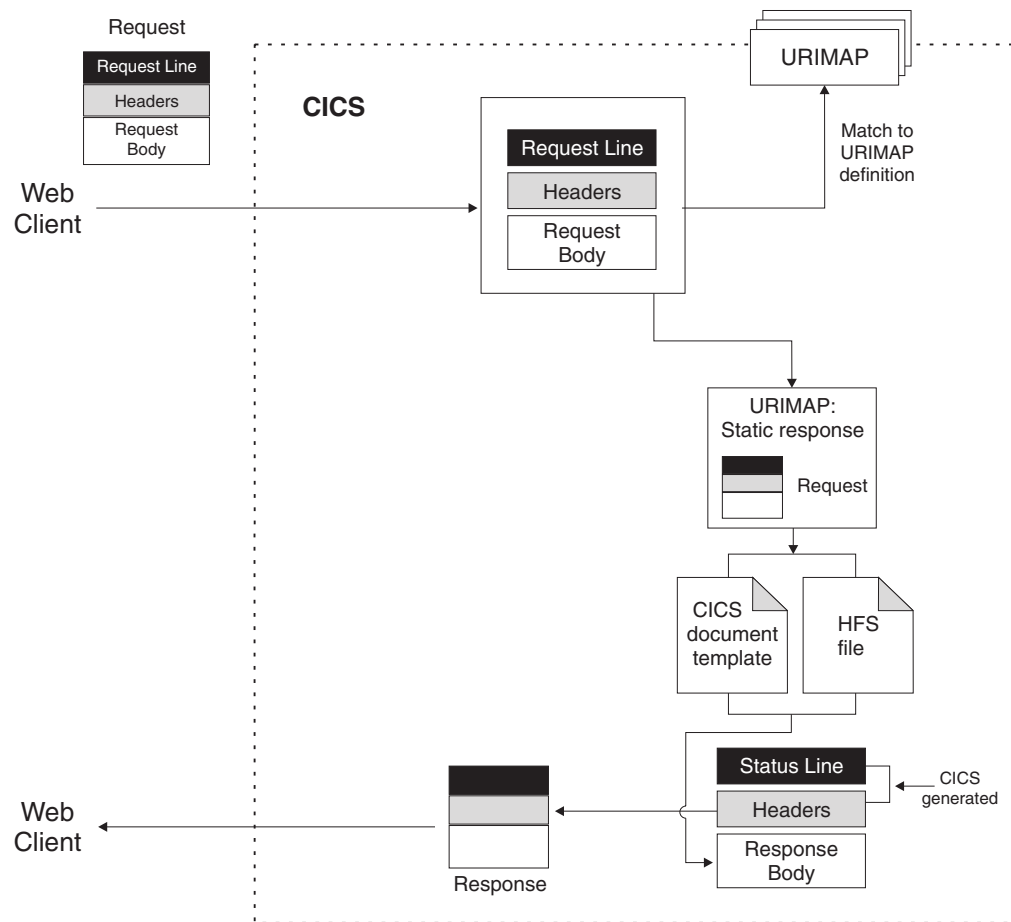 Request
Request Line
Headers
Request
Body
Web
Client
CICS
Request Line
Headers
Request
Body
URIMAP
Match to
URIMAP
definition
URIMAP:
Static response
Request
CICS
document
template
HFS
file
Status Line
Headers
Response
Body
CICS
generated
Response
Web
Client